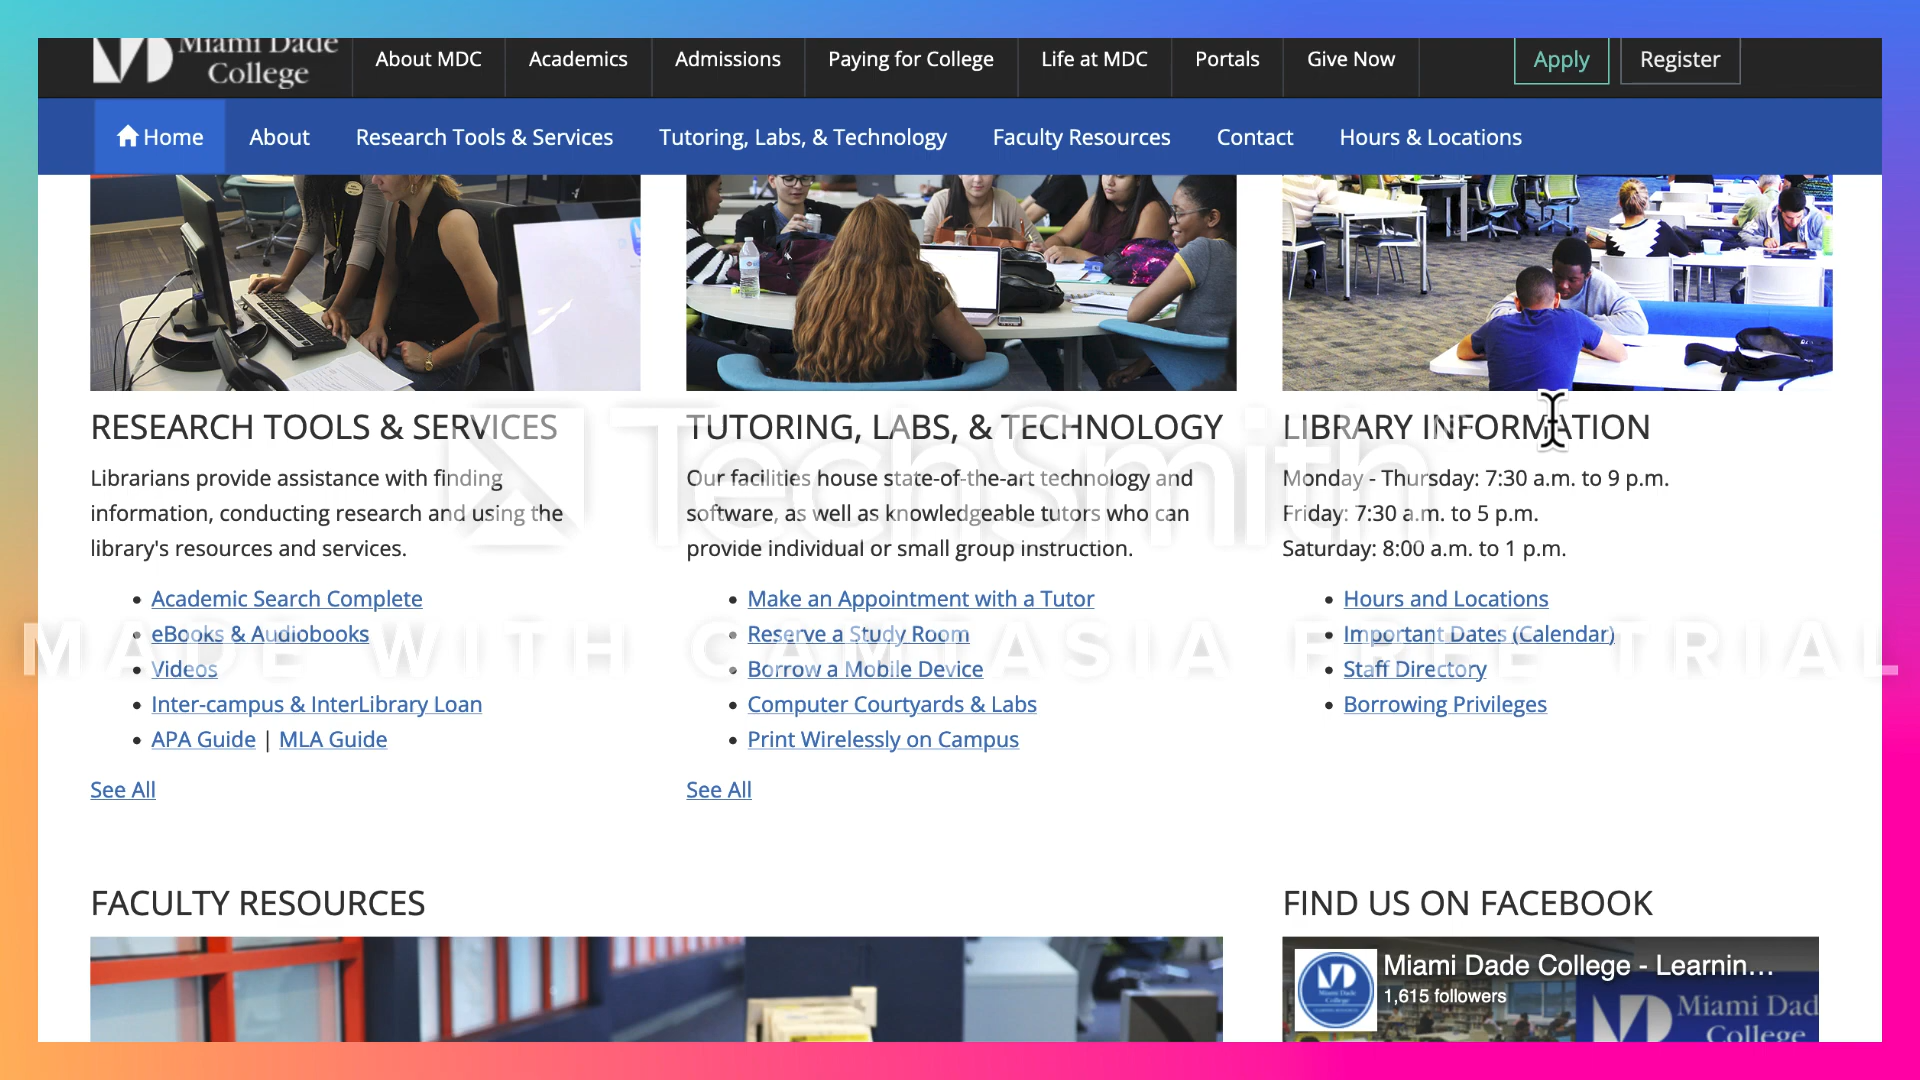 Miami Dade College
About MDC
Academics
Admissions
Paying for College
Life at MDC
Portals
Give Now
Apply
Register
Home
About
Research Tools & Services
Tutoring, Labs, & Technology
Faculty Resources
Contact
Hours & Locations
RESEARCH TOOLS & SERVICES
Librarians provide assistance with finding
information, conducting research and using the
library's resources and services.
Academic Search Complete
eBooks & Audiobooks
Videos
Inter-campus & InterLibrary Loan
APA Guide | MLA Guide
See All
TUTORING, LABS, & TECHNOLOGY
Our facilities house state-of-the-art technology and
software, as well as knowledgeable tutors who can
provide individual or small group instruction.
Make an Appointment with a Tutor
Reserve a Study Room
Borrow a Mobile Device
Computer Courtyards & Labs
Print Wirelessly on Campus
See All
LIBRARY INFORMATION
Monday - Thursday: 7:30 a.m. to 9 p.m.
Friday: 7:30 a.m. to 5 p.m.
Saturday: 8:00 a.m. to 1 p.m.
Hours and Locations
Important Dates (Calendar)
Staff Directory
Borrowing Privileges
TechSmith
MADE WITH CAMTASIA FREE TRIAL
FACULTY RESOURCES
FIND US ON FACEBOOK
Miami Dade College - Learnin...
1,615 followers
Miami Dad
College